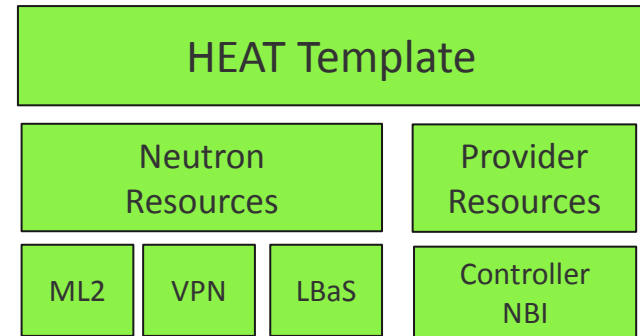 HEAT Template
Neutron
Resources
Provider
Resources
ML2
VPN
LBaS
Controller
NBI